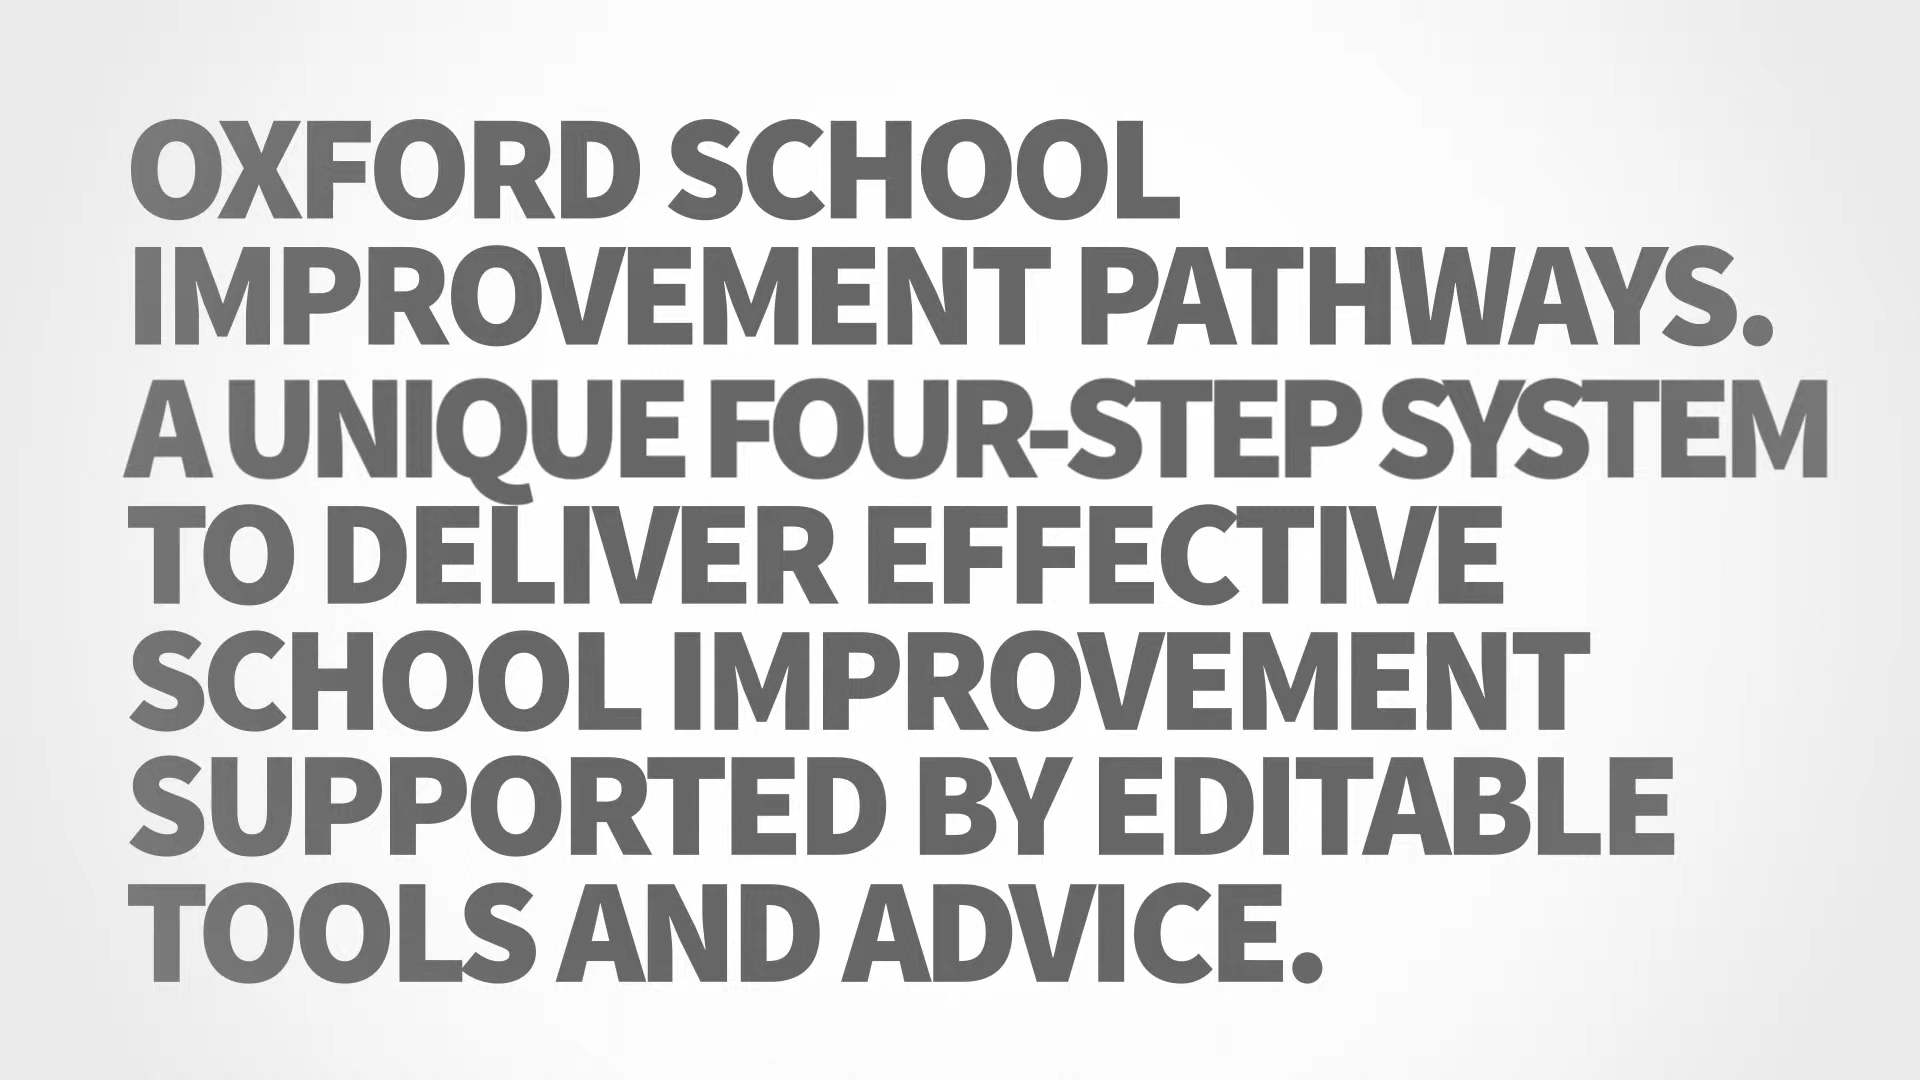 OXFORD SCHOOL
IMPROVEMENT PATHWAYS.
A UNIQUE FOUR-STEP SYSTEM
TO DELIVER EFFECTIVE
SCHOOL IMPROVEMENT
SUPPORTED BY EDITABLE
TOOLS AND ADVICE.